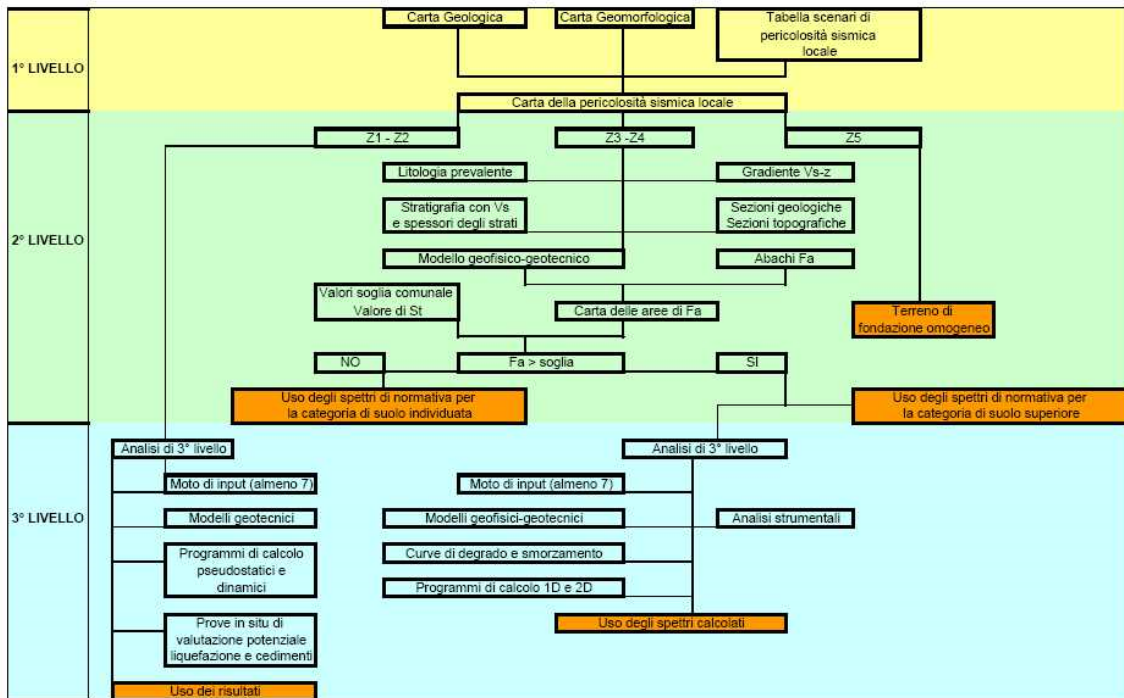 Carta Geologica
Carta Geomorfologica
Tabella scenari di
pericolosità sismica
locale
1° LIVELLO
Carta della pericolosità sismica locale
Z1 - Z2
Z3 -Z4
Z5
Litologia prevalente
Gradiente Vs-z
Stratigrafia con Vs
e spessori degli strati
Sezioni geologiche
Sezioni topografiche
2° LIVELLO
Modello geofisico-geotecnico
Abachi Fa
Valori soglia comunale
Valore di St
Carta delle aree di Fa
Terreno di
fondazione omogeneo
NO
Fa > soglia
SI
Uso degli spettri di normativa per
la categoria di suolo individuata
Uso degli spettri di normativa per
la categoria di suolo superiore
Analisi di 3° livello
Analisi di 3° livello
Moto di input (almeno 7)
Moto di input (almeno 7)
3° LIVELLO
Modelli geotecnici
Modelli geofisici-geotecnici
Analisi strumentali
Programmi di calcolo
pseudostatici e
dinamici
Curve di degrado e smorzamento
Programmi di calcolo 1D e 2D
Prove in situ di
valutazione potenziale
liquefazione e cedimenti
Uso degli spettri calcolati
Uso dei risultati